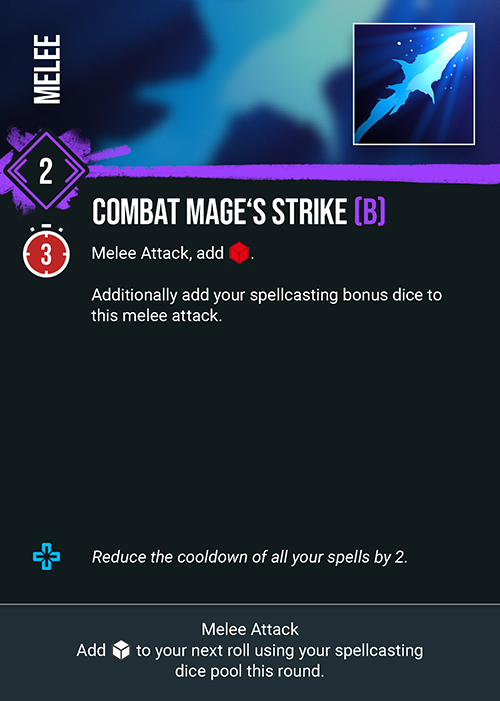 MELEE
2
COMBAT MAGE‘S STRIKE (B)
3
Melee Attack, add .
Additionally add your spellcasting bonus dice to
this melee attack.
Reduce the cooldown of all your spells by 2.
Melee Attack
Add to your next roll using your spellcasting
dice pool this round.